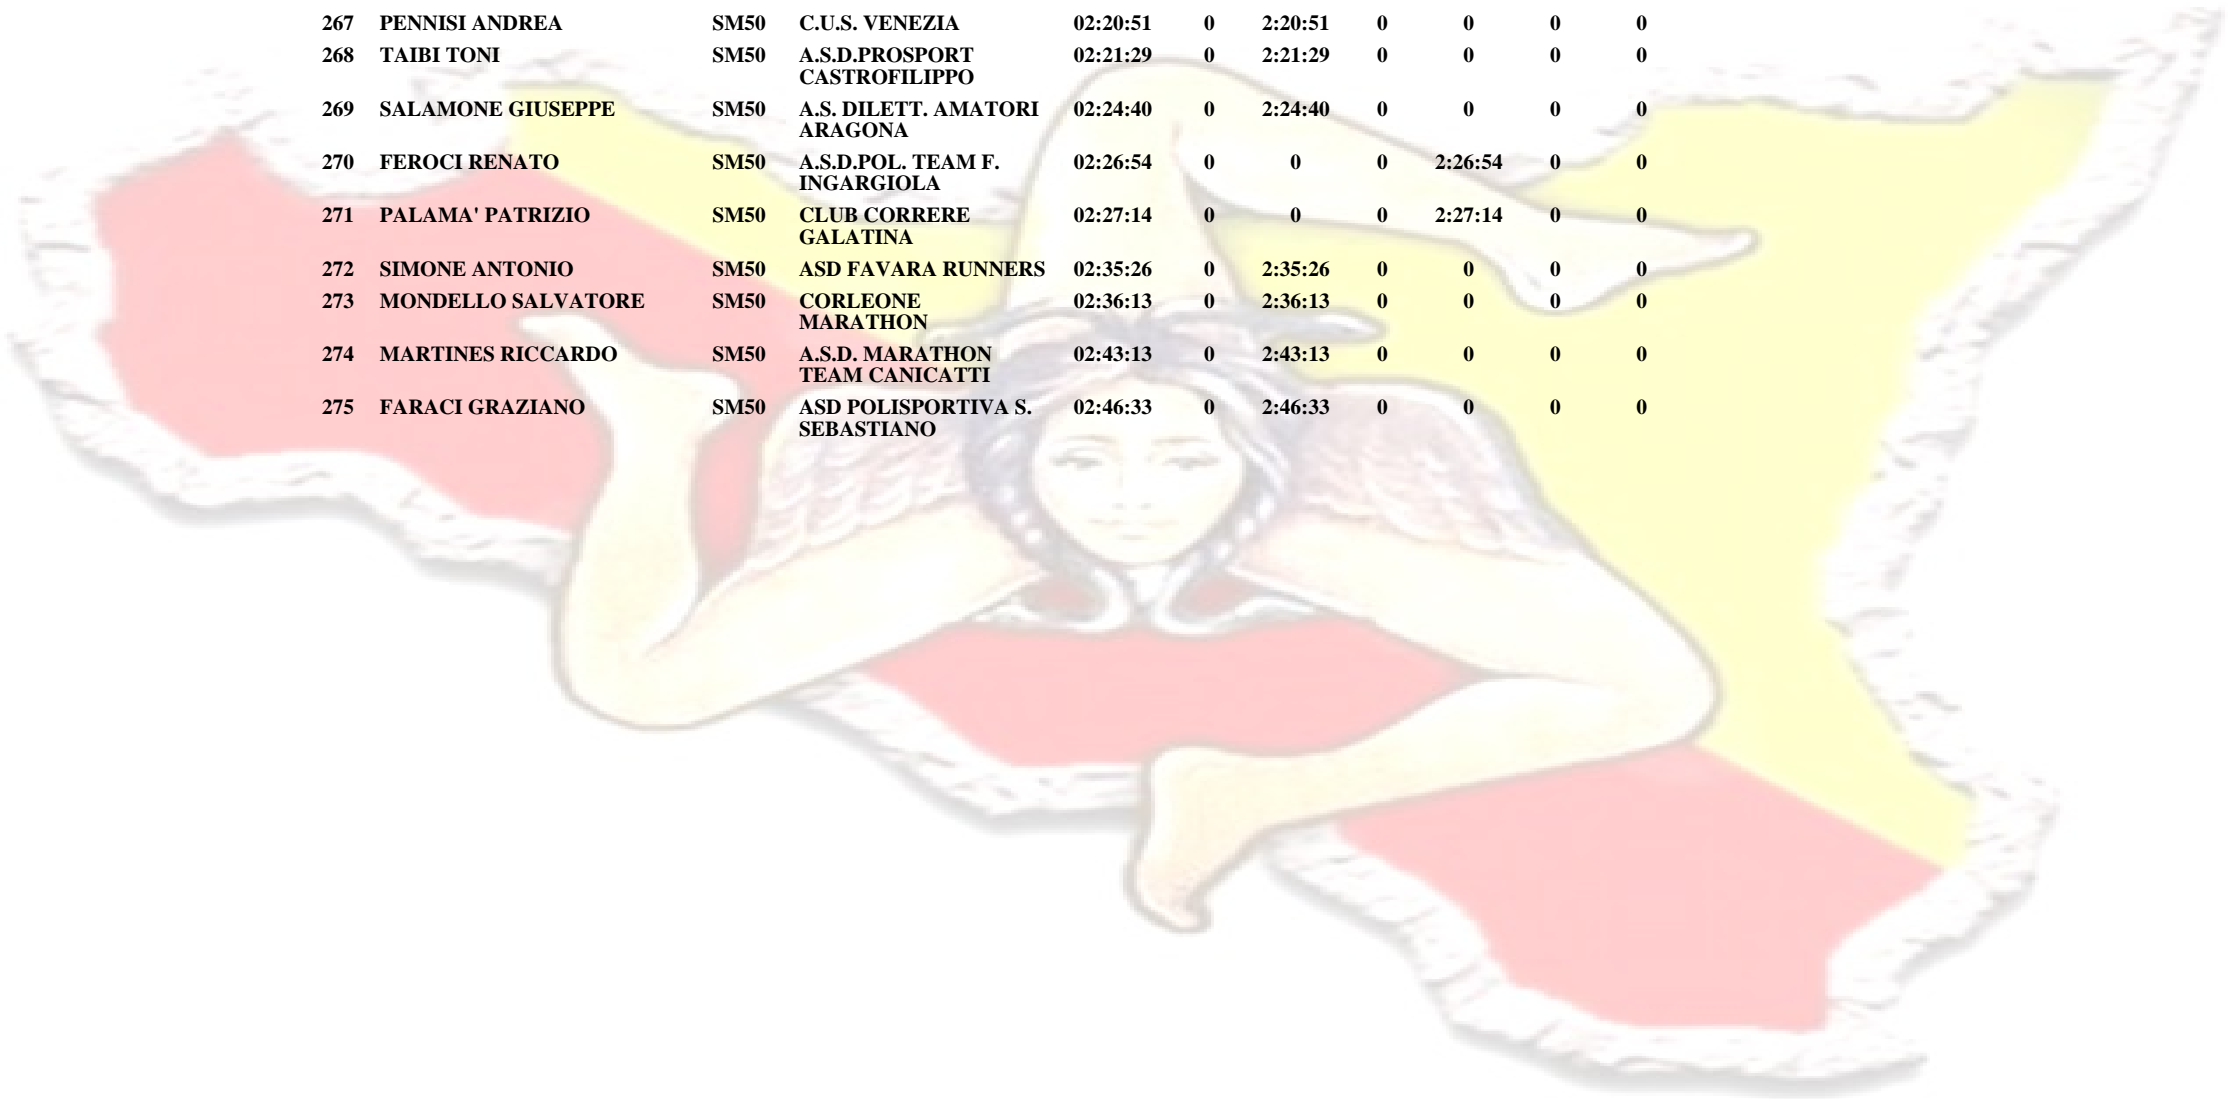 267 PENNISI ANDREA SM50 C.U.S. VENEZIA 02:20:51 0 2:20:51 0 0 0 0
268 TAIBI TONI SM50 A.S.D.PROSPORT 02:21:29 0 2:21:29 0 0 0 0
CASTROFILIPPO
269 SALAMONE GIUSEPPE SM50 A.S. DILETT. AMATORI 02:24:40 0 2:24:40 0 0 0 0
ARAGONA
270 FEROCI RENATO SM50 A.S.D.POL. TEAM F. 02:26:54 0 0 0 2:26:54 0 0
INGARGIOLA
271 PALAMA' PATRIZIO SM50 CLUB CORRERE 02:27:14 0 0 0 2:27:14 0 0
GALATINA
272 SIMONE ANTONIO SM50 ASD FAVARA RUNNERS 02:35:26 0 2:35:26 0 0 0 0
273 MONDELLO SALVATORE SM50 CORLEONE 02:36:13 0 2:36:13 0 0 0 0
MARATHON
274 MARTINES RICCARDO SM50 A.S.D. MARATHON 02:43:13 0 2:43:13 0 0 0 0
TEAM CANICATTI
275 FARACI GRAZIANO SM50 ASD POLISPORTIVA S. 02:46:33 0 2:46:33 0 0 0 0
SEBASTIANO